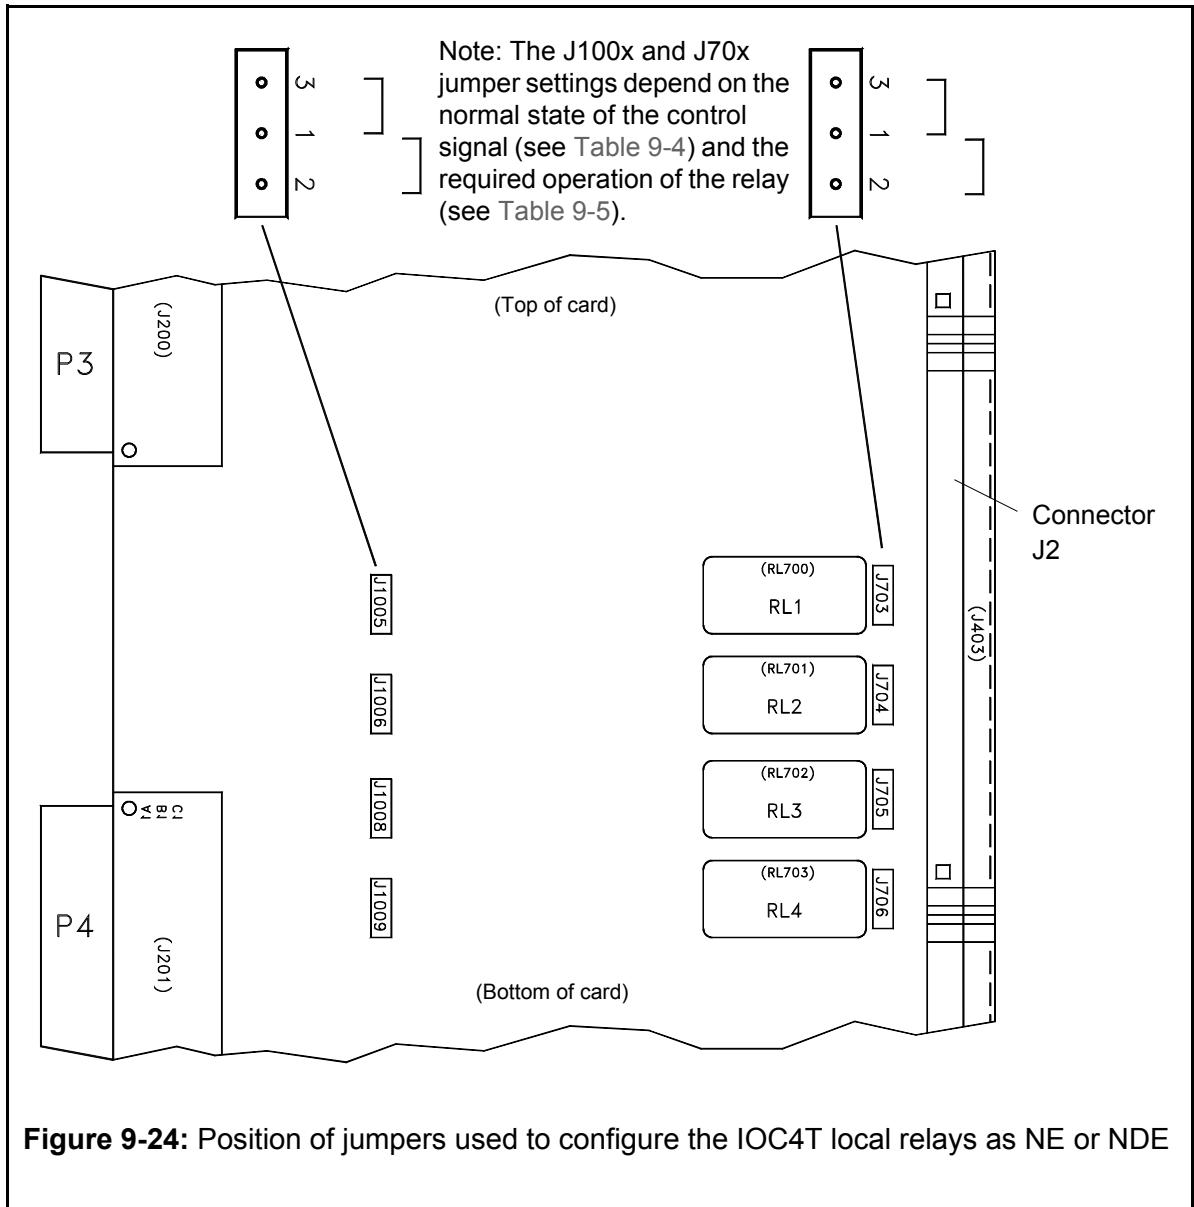 3
1
2
Note: The J100x and J70x
jumper settings depend on the
normal state of the control
signal (see Table 9-4) and the
required operation of the relay
(see Table 9-5).
3
1
2
(Top of card)
P3
(J200)
Connector
J2
J1005
(RL700)
RL1
J703
(J403)
J1006
(RL701)
RL2
J704
J1008
(RL702)
RL3
J705
J1009
(RL703)
RL4
J706
C1
B1
A1
P4
(J201)
(Bottom of card)
Figure 9-24: Position of jumpers used to configure the IOC4T local relays as NE or NDE